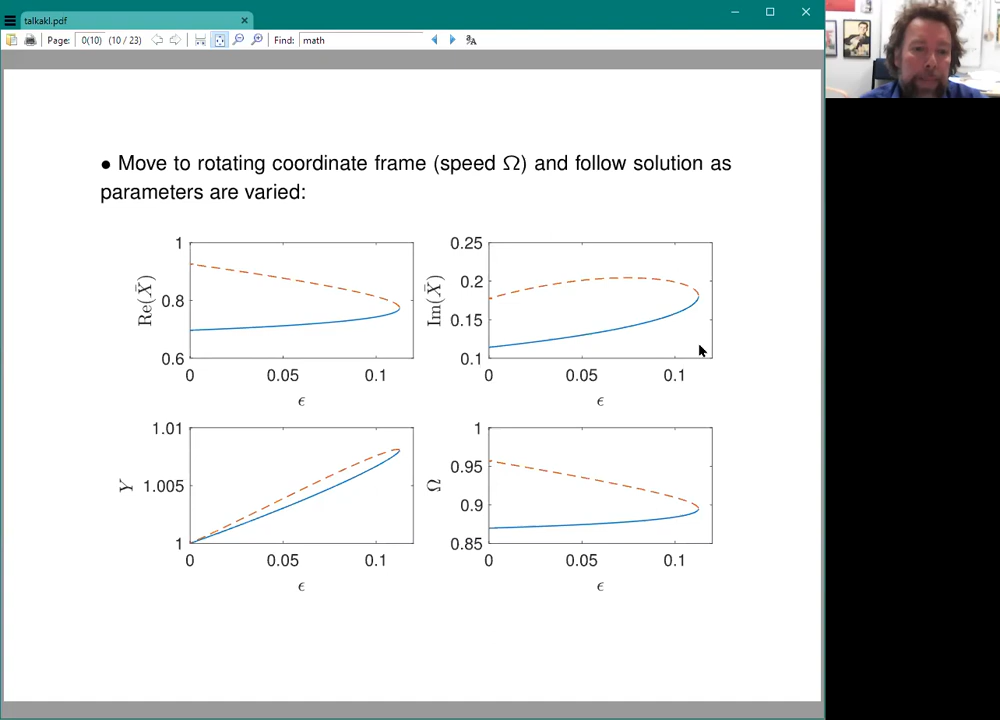 talkakl.pdf
Page: 0(10) (10 / 23) Find: math
• Move to rotating coordinate frame (speed Ω) and follow solution as
parameters are varied:
1
0.8
0.6
Re(X̄)
0 0.05 0.1
ϵ
0.25
0.2
0.15
0.1
Im(X̄)
0 0.05 0.1
ϵ
1.01
1.005
1
Y
0 0.05 0.1
ϵ
1
0.95
0.9
0.85
Ω
0 0.05 0.1
ϵ